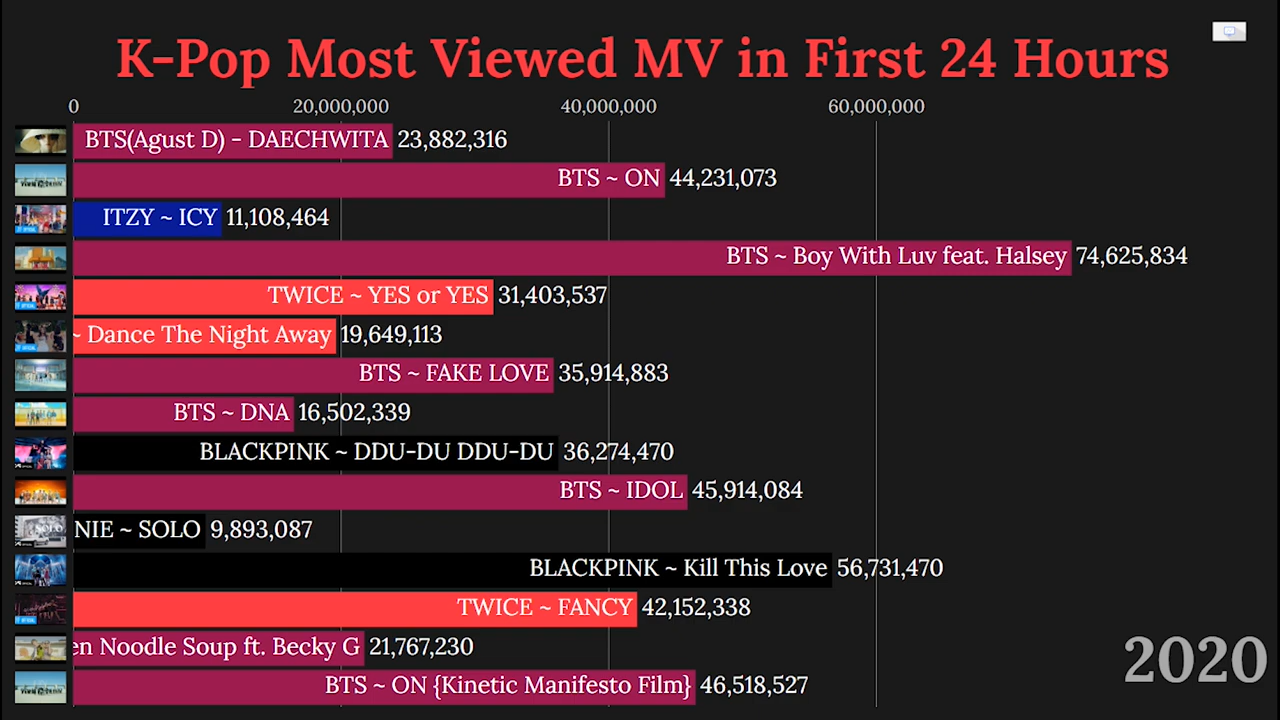 K-Pop Most Viewed MV in First 24 Hours
0 20,000,000 40,000,000 60,000,000
BTS(Agust D) - DAECHWITA 23,882,316
BTS ~ ON 44,231,073
ITZY ~ ICY 11,108,464
BTS ~ Boy With Luv feat. Halsey 74,625,834
TWICE ~ YES or YES 31,403,537
~ Dance The Night Away 19,649,113
BTS ~ FAKE LOVE 35,914,883
BTS ~ DNA 16,502,339
BLACKPINK ~ DDU-DU DDU-DU 36,274,470
BTS ~ IDOL 45,914,084
NIE ~ SOLO 9,893,087
BLACKPINK ~ Kill This Love 56,731,470
TWICE ~ FANCY 42,152,338
en Noodle Soup ft. Becky G 21,767,230
BTS ~ ON {Kinetic Manifesto Film} 46,518,527
2020